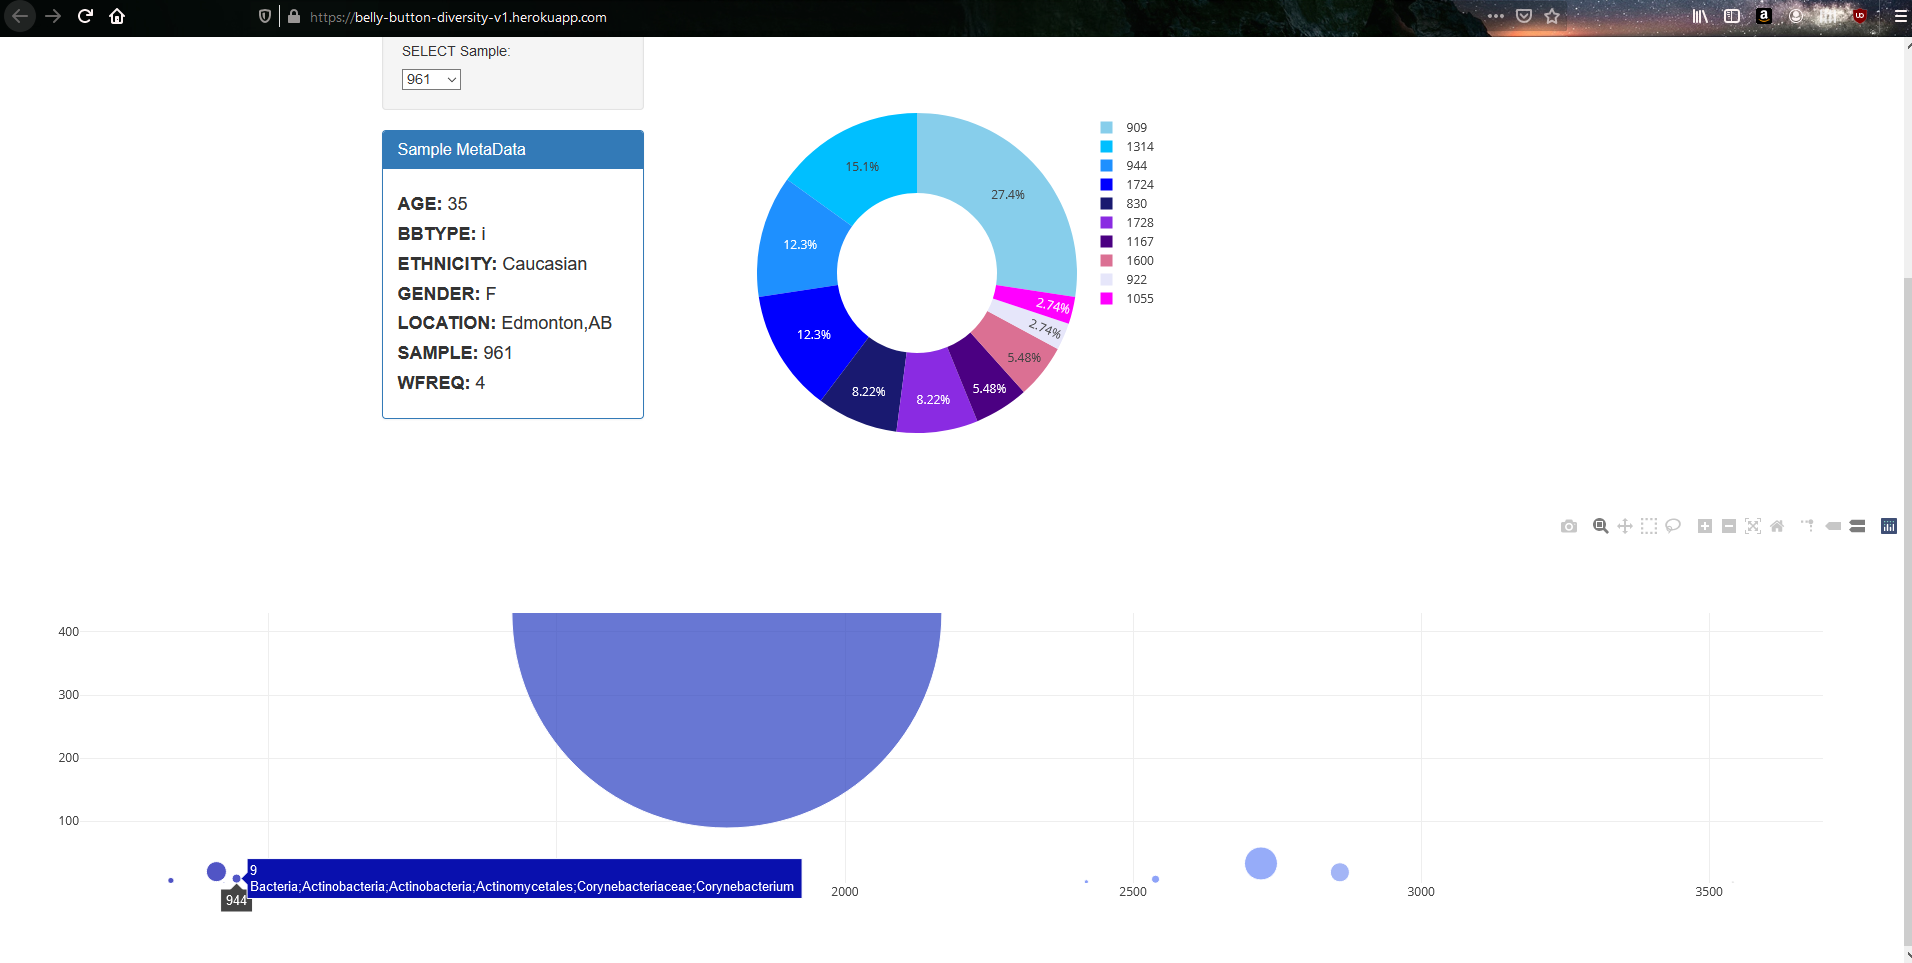 https://belly-button-diversity-v1.herokuapp.com
SELECT Sample:
961
Sample MetaData
AGE: 35
BBTYPE: i
ETHNICITY: Caucasian
GENDER: F
LOCATION: Edmonton,AB
SAMPLE: 961
WFREQ: 4
27.4%
15.1%
12.3%
12.3%
8.22%
8.22%
5.48%
5.48%
2.74%
2.74%
909
1314
944
1724
830
1728
1167
1600
922
1055
400
300
200
100
9
Bacteria;Actinobacteria;Actinobacteria;Actinomycetales;Corynebacteriaceae;Corynebacterium
944
2000
2500
3000
3500